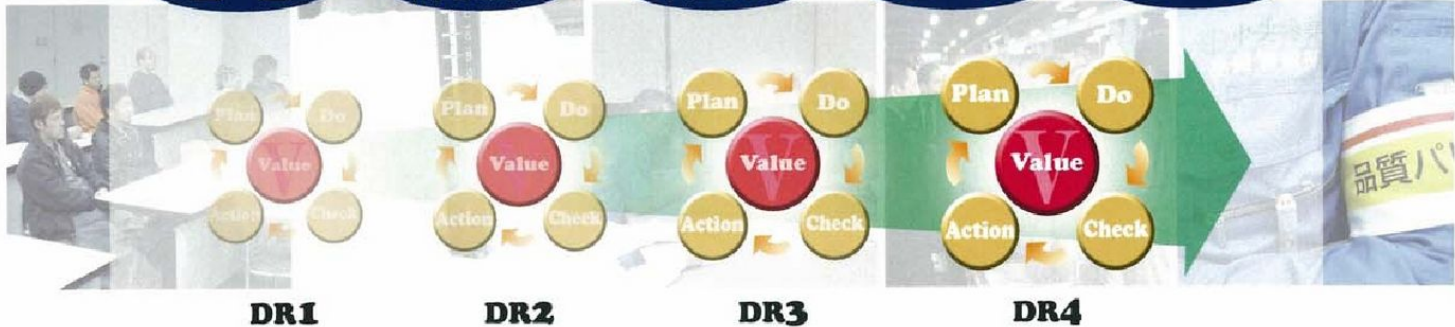 Plan Do
Value
Action Check
DR1
Plan Do
Value
Action Check
DR2
Plan Do
V
Value
Action Check
DR3
Plan Do
V
Value
Action Check
DR4
品質パ